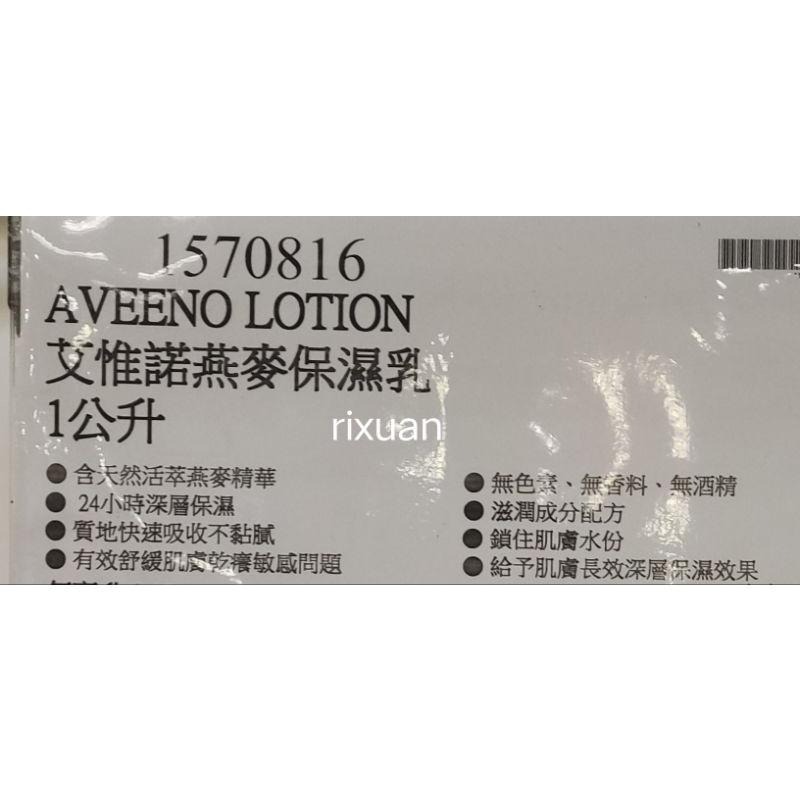 1570816
AVEENO LOTION
艾惟諾燕麥保濕乳
1公升
rixuan
●含天然活萃燕麥精華
●24小時深層保濕
●質地快速吸收不黏膩
●有效舒緩肌膚乾癢敏感問題
●無色素、無香料、無酒精
●滋潤成分配方
●鎖住肌膚水份
●給予肌膚長效深層保濕效果